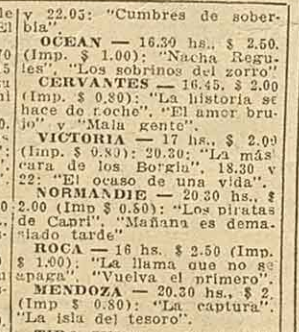 y 22.05: "Cumbres de sober-
bia"
OCEAN — 16.30 hs., $ 2.50.
(Imp. $ 1.00): "Nacha Regu-
les", "Los sobrinos del zorro"
CERVANTES — 16.45, $ 2.00
(Imp. $ 0.80): "La historia se
hace de noche", "El amor bru-
jo" y "Mala gente".
VICTORIA — 17 hs., $ 2.00
(Imp. $ 0.80): 20.30: "La más
cara de los Borgia", 18.30 y
22: "El ocaso de una vida".
NORMANDIE — 20.30 hs., $
2.00 (Imp $ 0.80): "Los piratas
de Capri", "Mañana es dema-
siado tarde"
ROCA — 16 hs. $ 2.50 (Imp.
$ 1.00): "La llama que no se
apaga". "Vuelva el primero".
MENDOZA — 20.30 hs., $ 2
(Imp $ 0.80): "La captura".
"La isla del tesoro".